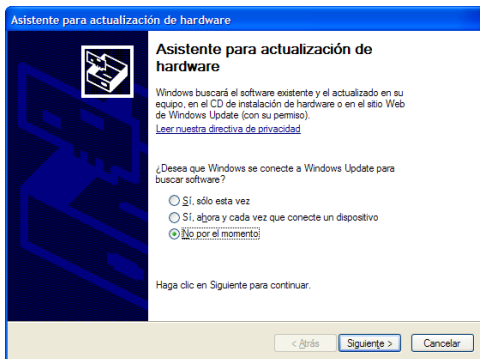 Asistente para actualización de hardware
Asistente para actualización de
hardware
Windows buscará el software existente y el actualizado en su
equipo, en el CD de instalación de hardware o en el sitio Web
de Windows Update (con su permiso).
Leer nuestra directiva de privacidad
¿Desea que Windows se conecte a Windows Update para
buscar software?
Sí, sólo esta vez
Sí, ahora y cada vez que conecte un dispositivo
No por el momento
Haga clic en Siguiente para continuar.
< Atrás
Siguiente >
Cancelar